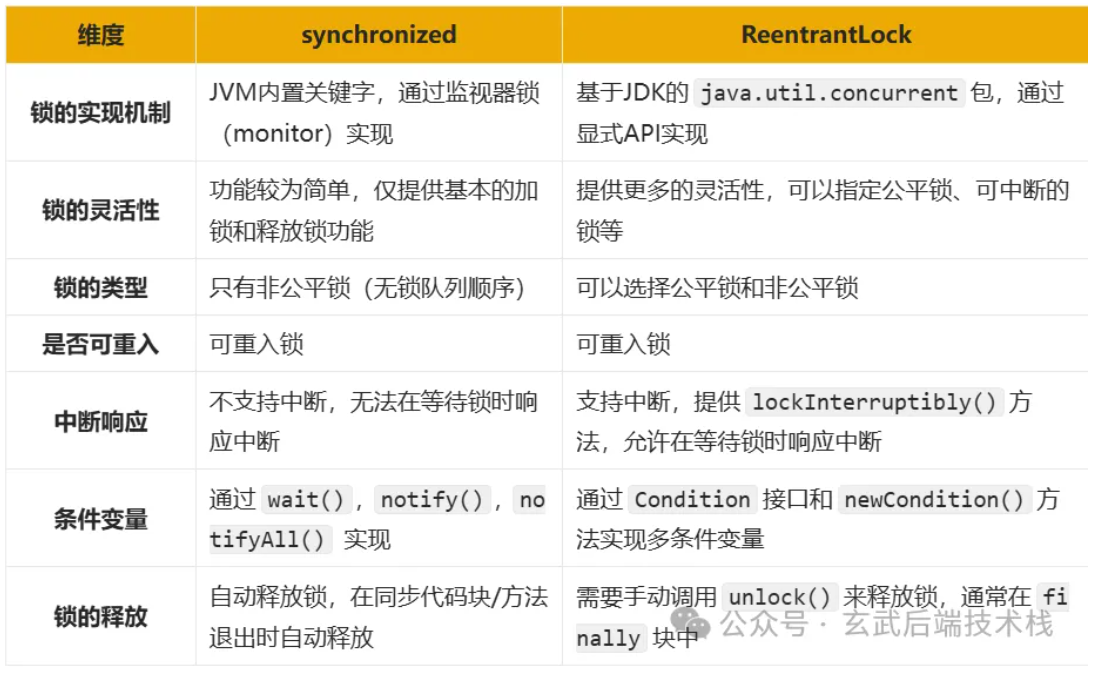 维度 synchronized ReentrantLock
锁的实现机制
JVM内置关键字，通过监视器锁
（monitor）实现
基于JDK的 java.util.concurrent 包，通过
显式API实现
锁的灵活性
功能较为简单，仅提供基本的加
锁和释放锁功能
提供更多的灵活性，可以指定公平锁、可中断的
锁等
锁的类型
只有非公平锁（无锁队列顺序）
可以选择公平锁和非公平锁
是否可重入
可重入锁
可重入锁
中断响应
不支持中断，无法在等待锁时响
应中断
支持中断，提供 lockInterruptibly() 方
法，允许在等待锁时响应中断
条件变量
通过 wait()，notify()，no
tifyAll() 实现
通过 Condition 接口和 newCondition() 方
法实现多条件变量
锁的释放
自动释放锁，在同步代码块/方法
退出时自动释放
需要手动调用 unlock() 来释放锁，通常在 fi
nally 块中
公众号 · 玄武后端技术栈